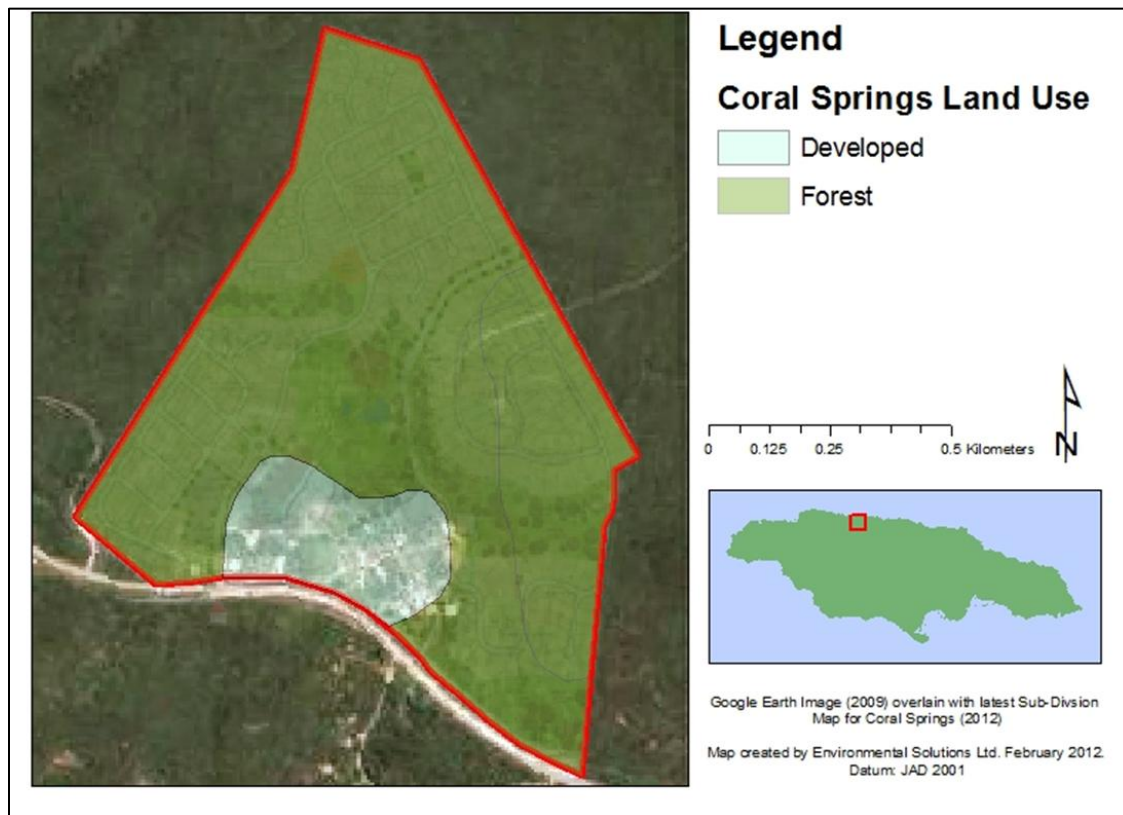 Legend
Coral Springs Land Use
Developed
Forest
0 0.125 0.25 0.5 Kilometers
N
Google Earth Image (2009) overlain with latest Sub-Divsion
Map for Coral Springs (2012)
Map created by Environmental Solutions Ltd. February 2012.
Datum: JAD 2001